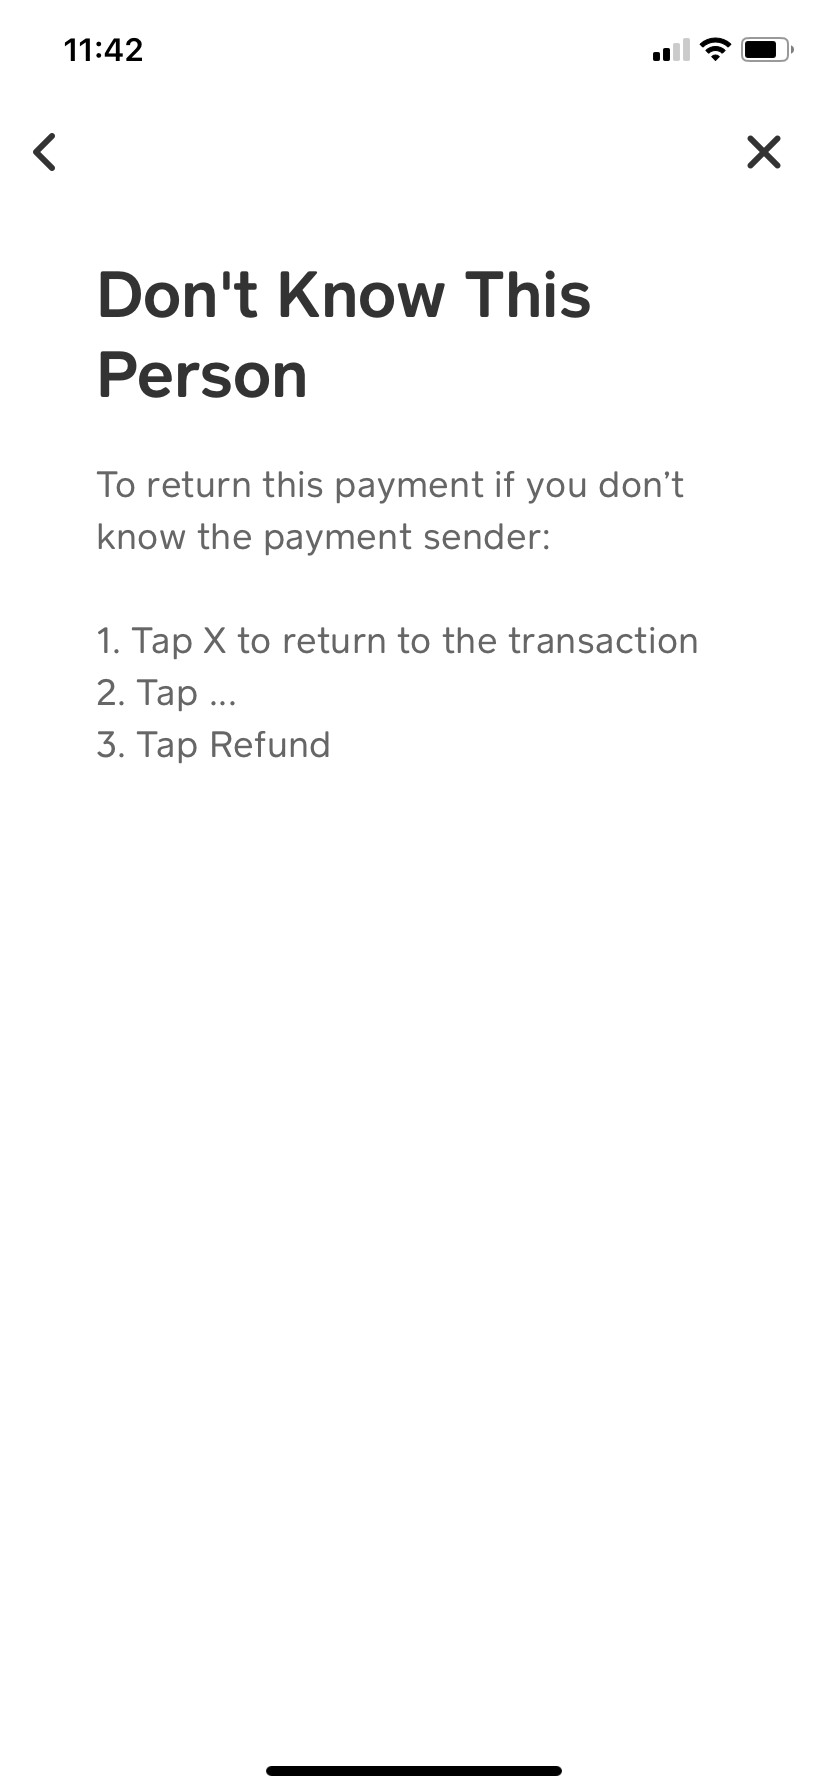 11:42
Don't Know This
Person
To return this payment if you don’t
know the payment sender:
1. Tap X to return to the transaction
2. Tap ...
3. Tap Refund